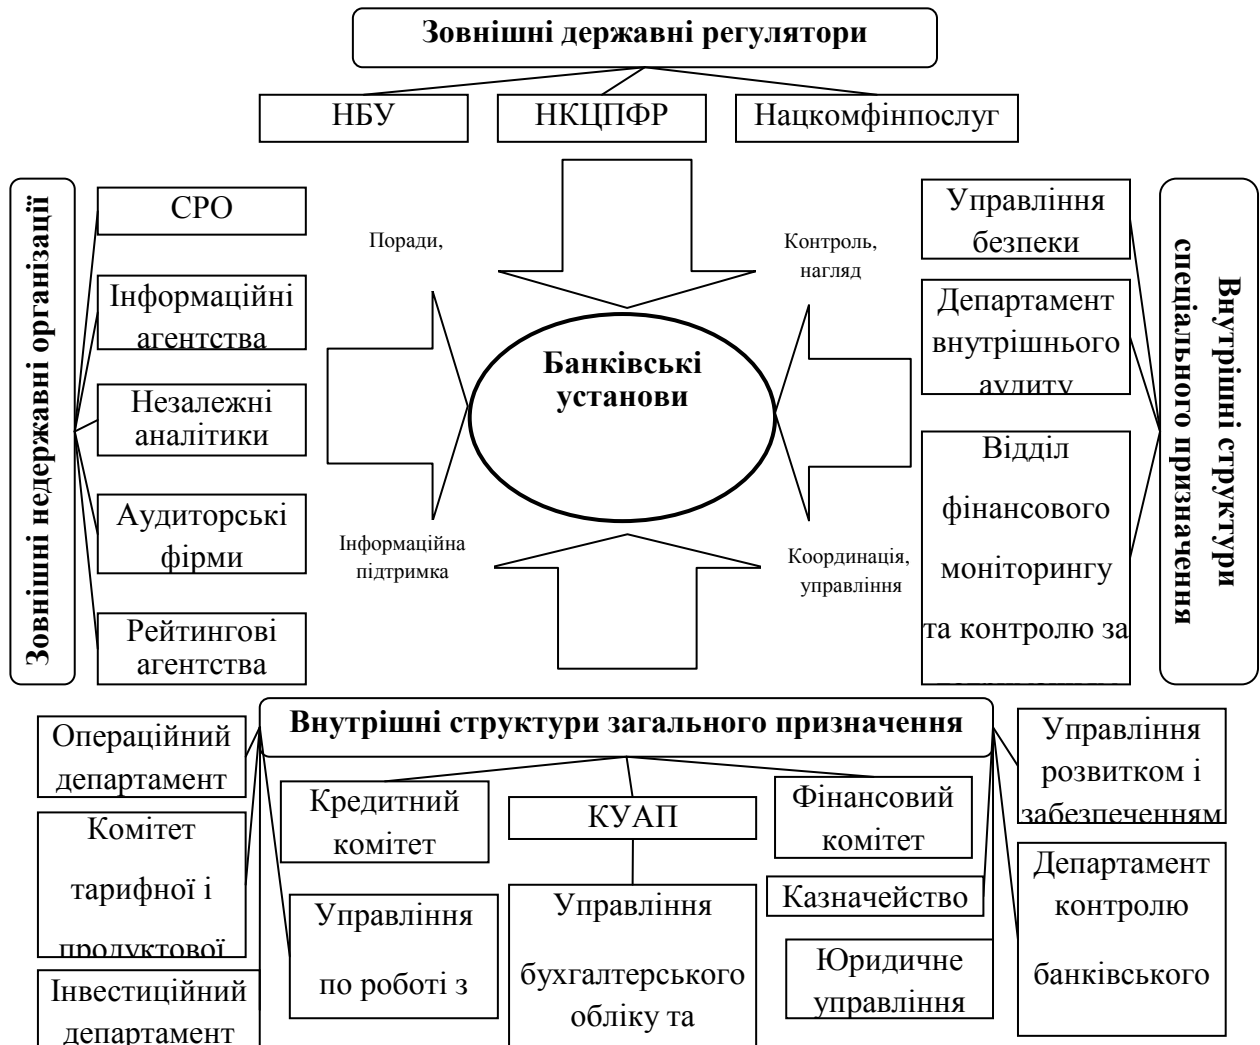 Зовнішні державні регулятори
НБУ
НКЦПФР
Нацкомфінпослуг
Зовнішні недержавні організації
СРО
Інформаційні
агентства
Незалежні
аналітики
Аудиторські
фірми
Рейтингові
агентства
Поради,
Контроль,
нагляд
Банківські
установи
Інформаційна
підтримка
Координація,
управління
Управління
безпеки
Департамент
внутрішнього
аудиту
Відділ
фінансового
моніторингу
та контролю за
Внутрішні структури
спеціального призначення
Внутрішні структури загального призначення
Операційний
департамент
Комітет
тарифної і
продуктової
Інвестиційний
департамент
Кредитний
комітет
Управління
по роботі з
КУАП
Управління
бухгалтерського
обліку та
Фінансовий
комітет
Казначейство
Юридичне
управління
Управління
розвитком і
забезпеченням
Департамент
контролю
банківського